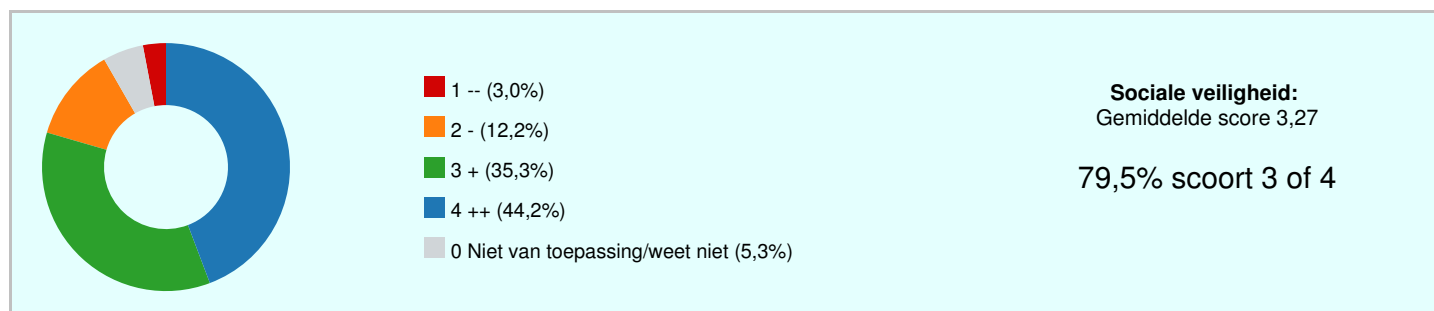 1 -- (3,0%)
2 - (12,2%)
3 + (35,3%)
4 ++ (44,2%)
0 Niet van toepassing/weet niet (5,3%)
Sociale veiligheid:
Gemiddelde score 3,27
79,5% scoort 3 of 4